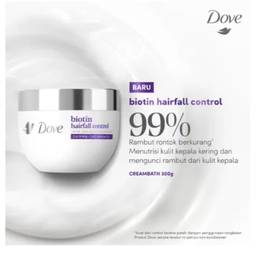 Dove
BARU
biotin hairfall control
99%
Rambut rontok berkurang¹
Menutrisi kulit kepala kering dan
mengunci rambut dari kulit kepala
CREAMBATH 300g
Dove
biotin
hairfall control